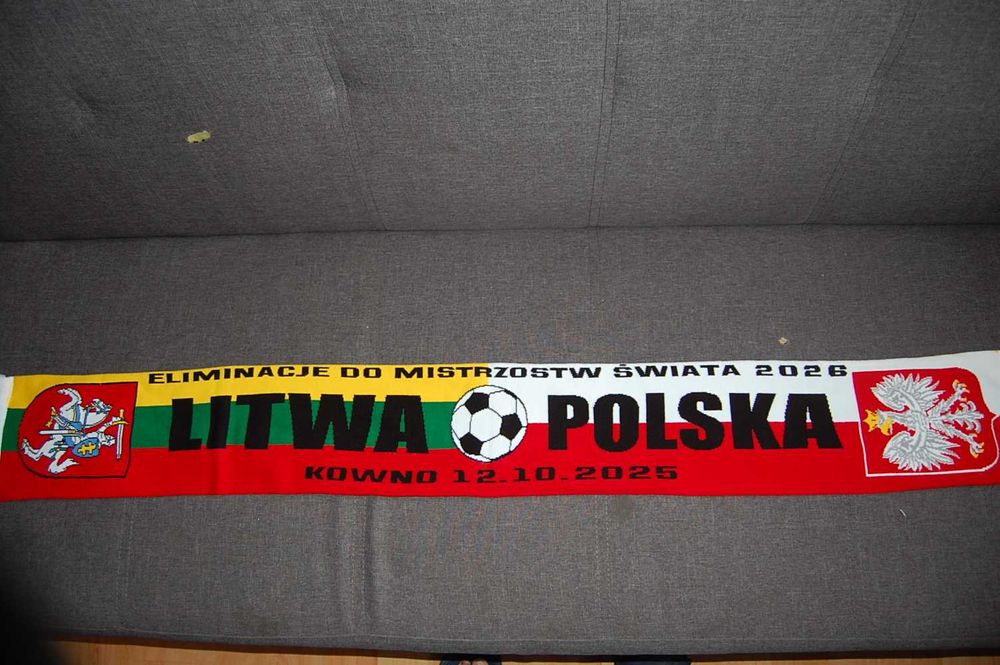 ELIMINACJE DO MISTRZOSTW ŚWIATA 2026
LITWA POLSKA
KOWNO 12.10.2025